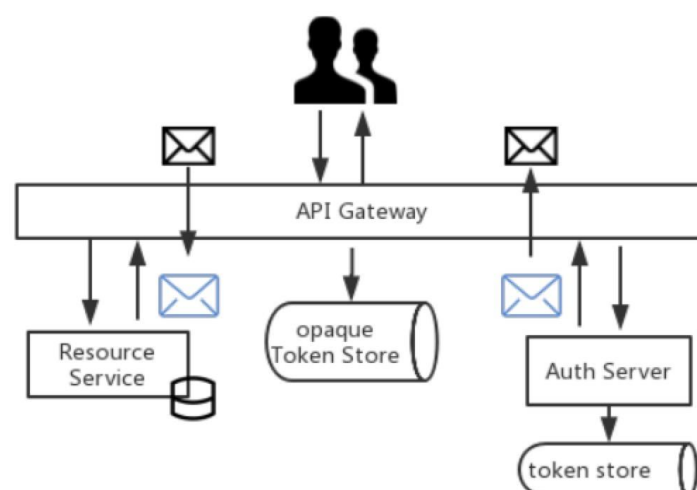 API Gateway
opaque
Token Store
Resource
Service
Auth Server
token store